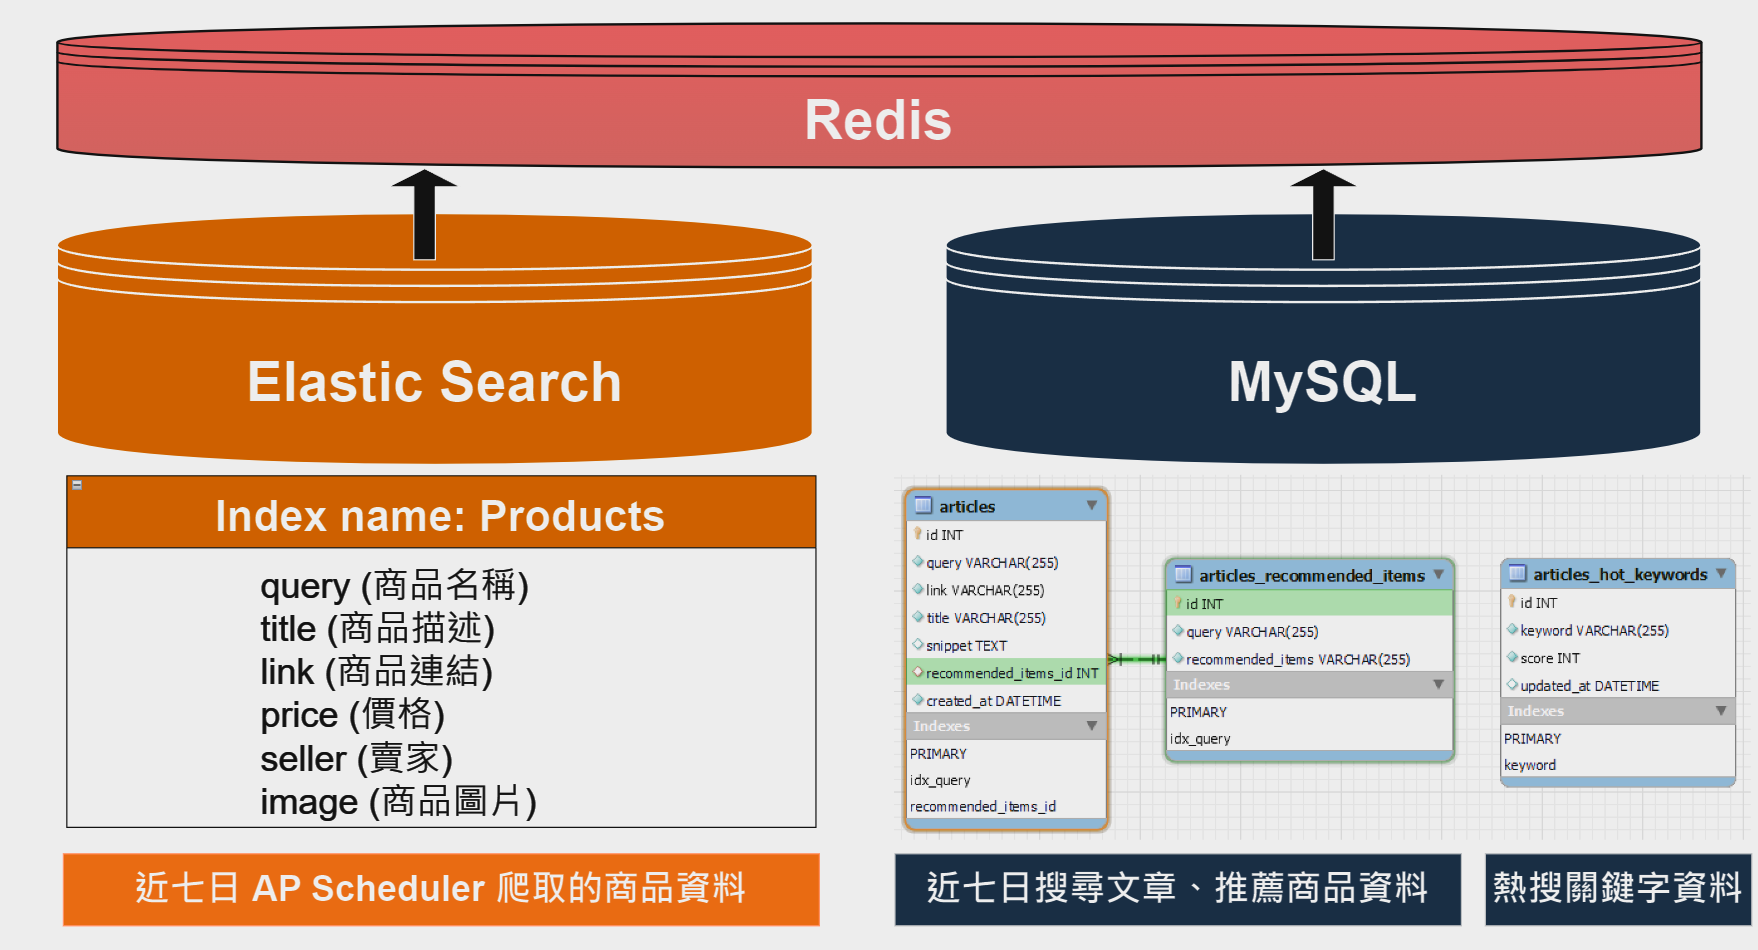 Redis
Elastic Search
MySQL
Index name: Products
query (商品名稱)
title (商品描述)
link (商品連結)
price (價格)
seller (賣家)
image (商品圖片)
近七日 AP Scheduler 爬取的商品資料
articles
id INT
query VARCHAR(255)
link VARCHAR(255)
title VARCHAR(255)
snippet TEXT
recommended_items_id INT
created_at DATETIME
Indexes
PRIMARY
idx_query
recommended_items_id
articles_recommended_items
id INT
query VARCHAR(255)
recommended_items VARCHAR(255)
Indexes
PRIMARY
idx_query
articles_hot_keywords
id INT
keyword VARCHAR(255)
score INT
updated_at DATETIME
Indexes
PRIMARY
keyword
近七日搜尋文章、推薦商品資料
熱搜關鍵字資料